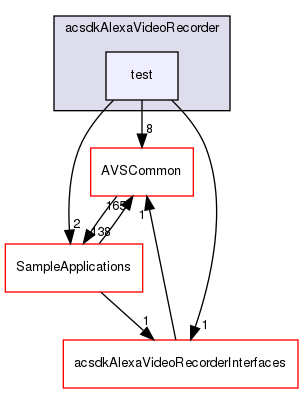 acsdkAlexaVideoRecorder
test
8
AVSCommon
165
1
2
138
SampleApplications
1
1
acsdkAlexaVideoRecorderInterfaces